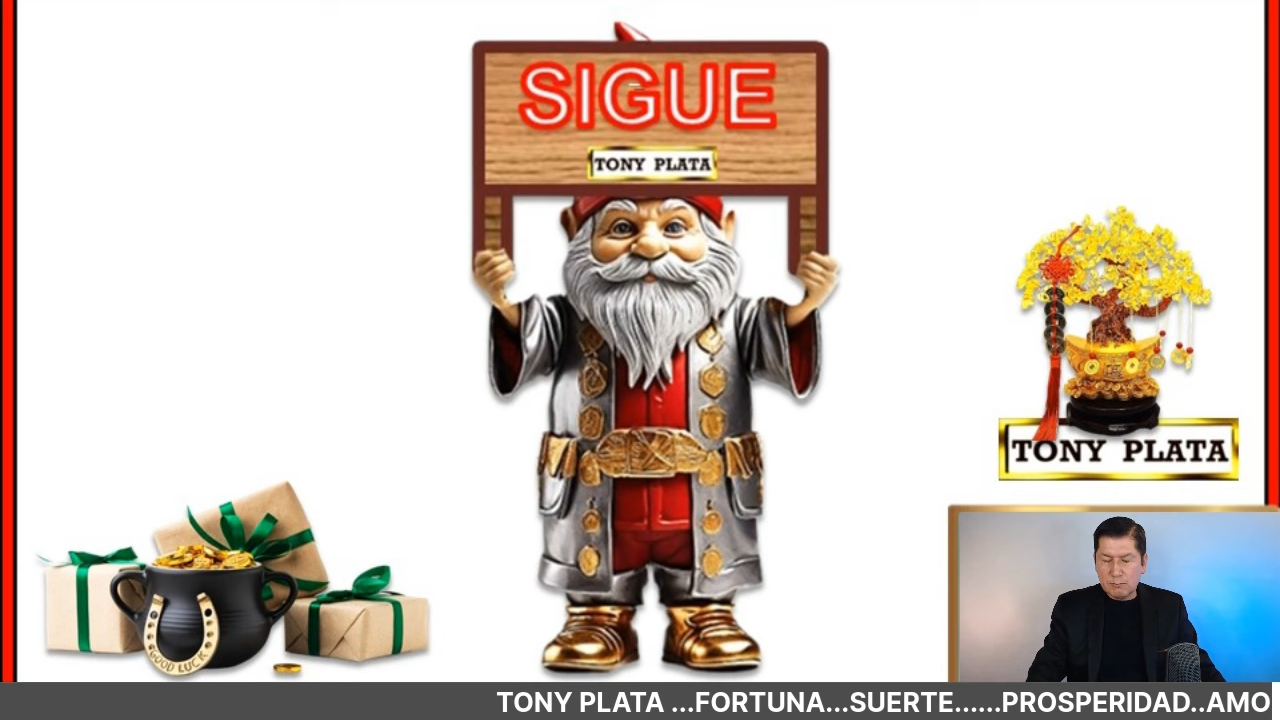 SIGUE
TONY PLATA
TONY PLATA
GOOD LUCK
TONY PLATA ...FORTUNA...SUERTE......PROSPERIDAD..AMO